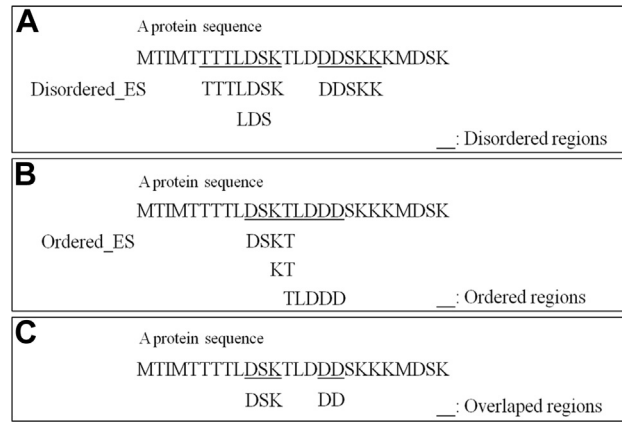 A
A protein sequence
MTIMTTTTLDSKTLDDDSKKKMDSK
Disordered_ES TTTLDSK DDSKK
LDS
__: Disordered regions
B
A protein sequence
MTIMTTTTLDSKTLDDDSKKKMDSK
Ordered_ES DSKT
KT
TLDDD __: Ordered regions
C
A protein sequence
MTIMTTTTLDSKTLDDDSKKKMDSK
DSK DD __: Overlaped regions